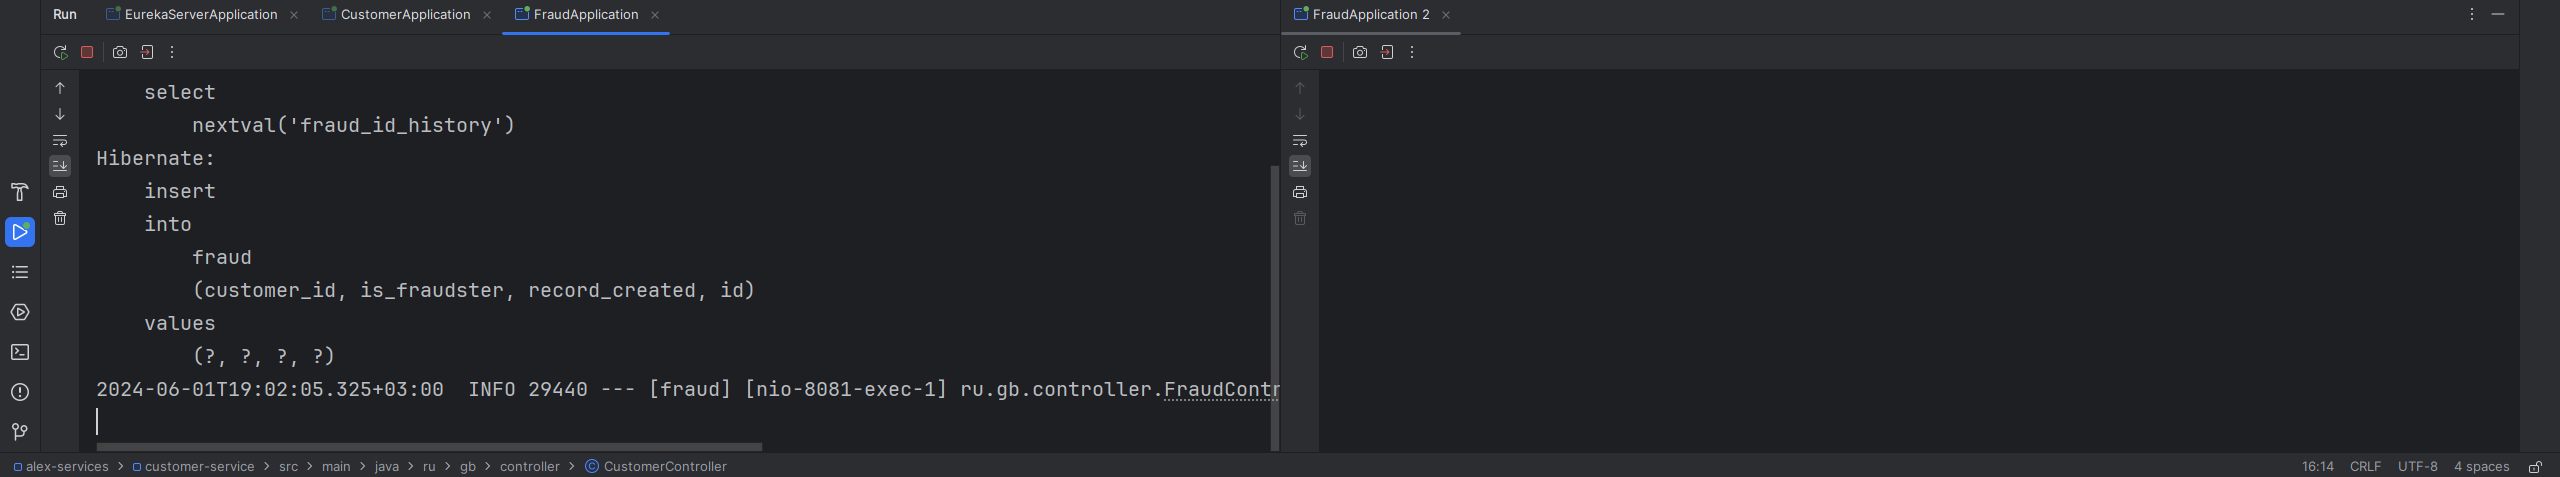 Run EurekaServerApplication CustomerApplication FraudApplication FraudApplication 2
select
nextval('fraud_id_history')
Hibernate:
insert
into
fraud
(customer_id, is_fraudster, record_created, id)
values
(?, ?, ?, ?)
2024-06-01T19:02:05.325+03:00  INFO 29440 --- [fraud] [nio-8081-exec-1] ru.gb.controller.FraudContr
alex-services > customer-service > src > main > java > ru > gb > controller > CustomerController 16:14 CRLF UTF-8 4 spaces